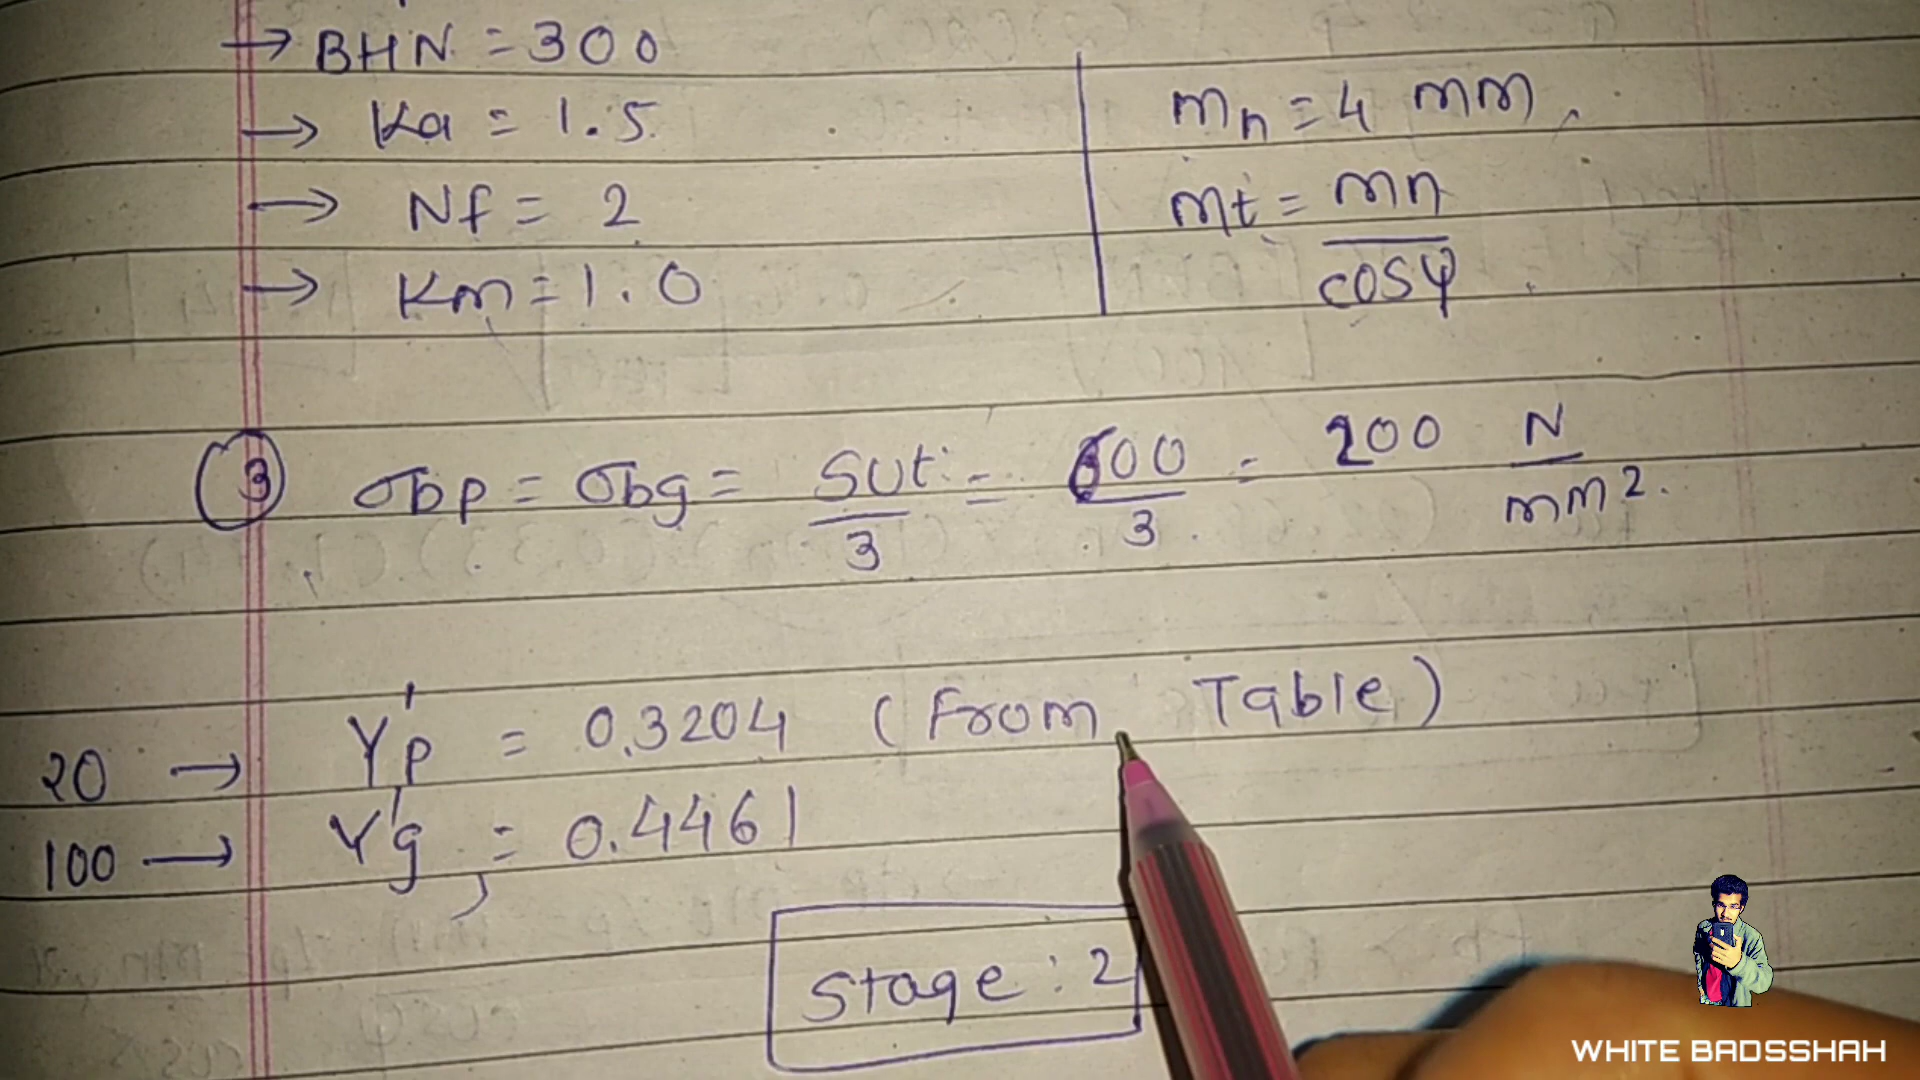 → BHN = 300
→ Ka = 1.5
→ Nf = 2
→ Km = 1.0
mn = 4 mm,
mt = mn
cosψ
③ σbp = σbg = Sut / 3 = 600 / 3 = 200 N / mm².
20 → Y'p = 0.3204 (From Table)
100 → Y'g = 0.4461
Stage : 2
WHITE BADSSHAH